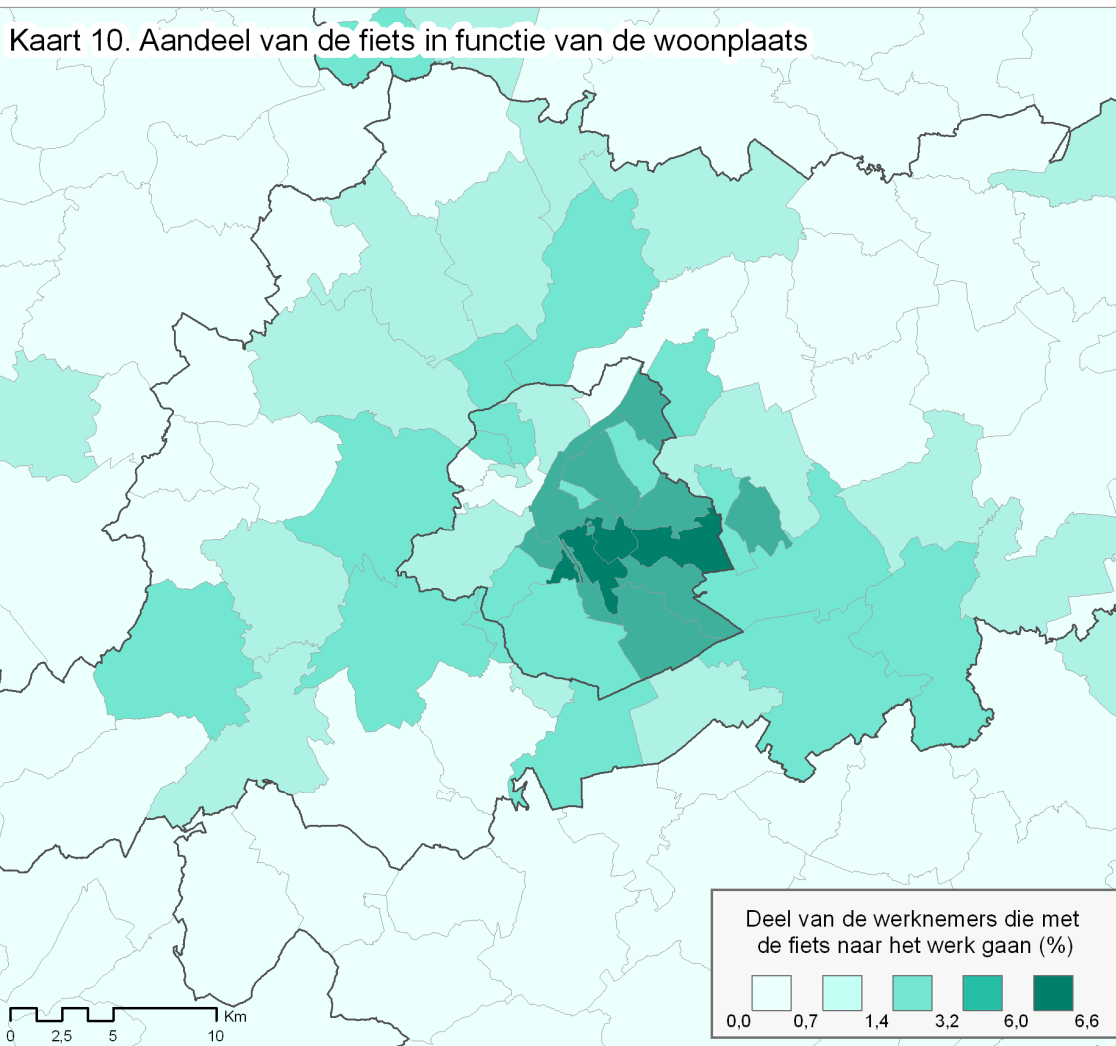 Kaart 10. Aandeel van de fiets in functie van de woonplaats
Deel van de werknemers die met
de fiets naar het werk gaan (%)
0,0 0,7 1,4 3,2 6,0 6,6
Km
0 2,5 5 10